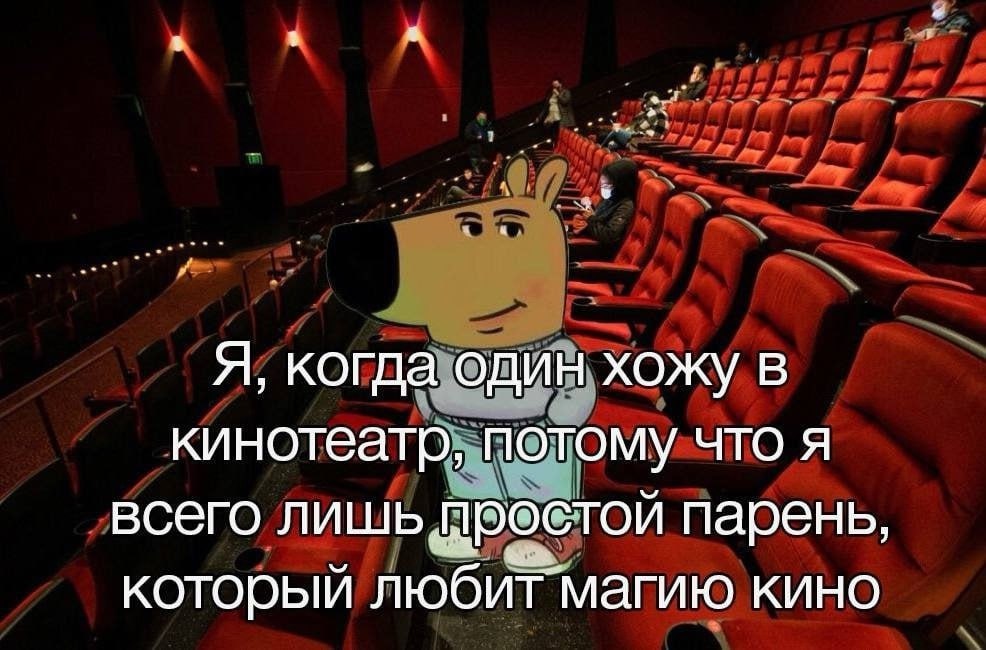 Я, когда один хожу в
кинотеатр, потому что я
всего лишь простой парень,
который любит магию кино